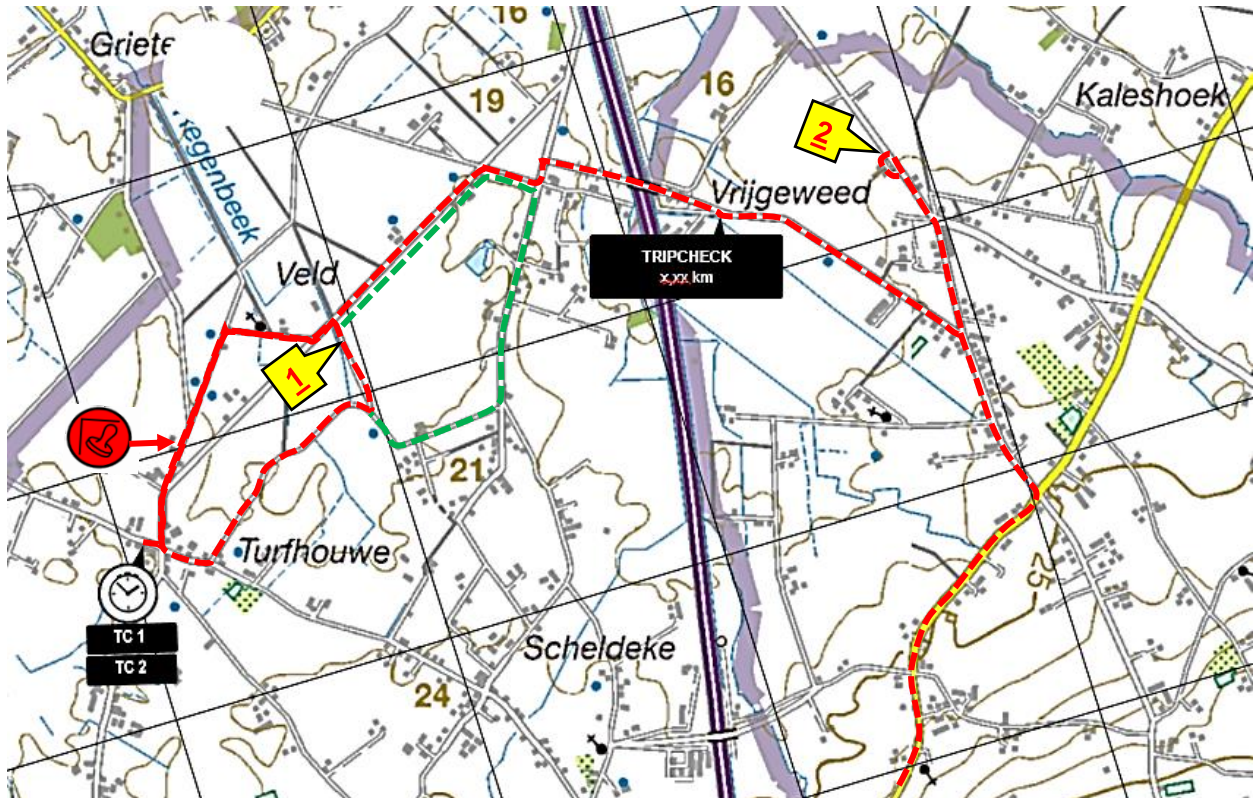 16
Griete
16
19
Kaleshoek
2
egenbeek
Vrijgeweed
TRIPCHECK
x,xx km
Veld
1
21
Turfhouwe
25
TC 1
TC 2
Scheldeke
24